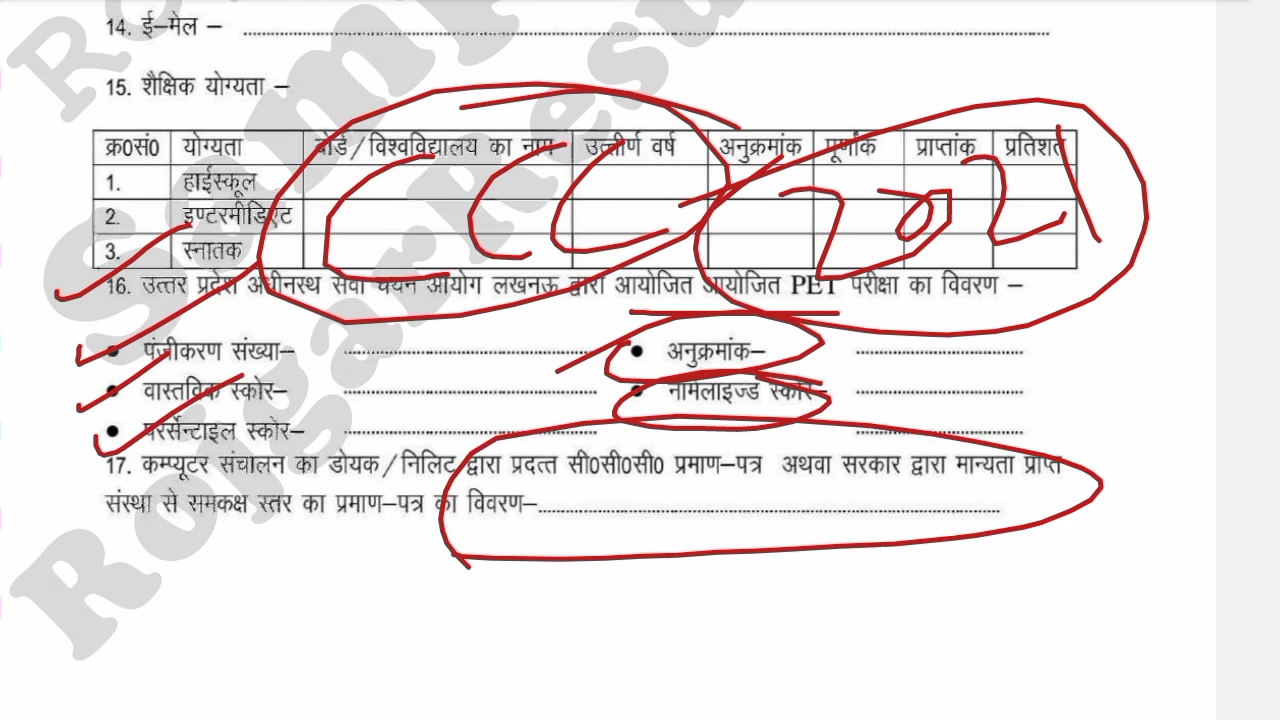 14. ई–मेल – ........................................
15. शैक्षिक योग्यता –
क्र0सं0 योग्यता बोर्ड/विश्वविद्यालय का नाम उत्तीर्ण वर्ष अनुक्रमांक पूर्णांक प्राप्तांक प्रतिशत
1. हाईस्कूल
2. इण्टरमीडिएट
3. स्नातक
CCC 2021
16. उत्तर प्रदेश अधीनस्थ सेवा चयन आयोग लखनऊ द्वारा आयोजित आयोजित PET परीक्षा का विवरण –
• पंजीकरण संख्या– ........................................ • अनुक्रमांक– ........................................
• वास्तविक स्कोर– ........................................ • नॉर्मलाइज्ड स्कोर– ........................................
• परर्सेन्टाइल स्कोर– ........................................ ........................................
17. कम्प्यूटर संचालन का डोयक/निलिट द्वारा प्रदत्त सी0सी0सी0 प्रमाण–पत्र अथवा सरकार द्वारा मान्यता प्राप्त
संस्था से समकक्ष स्तर का प्रमाण–पत्र का विवरण–........................................